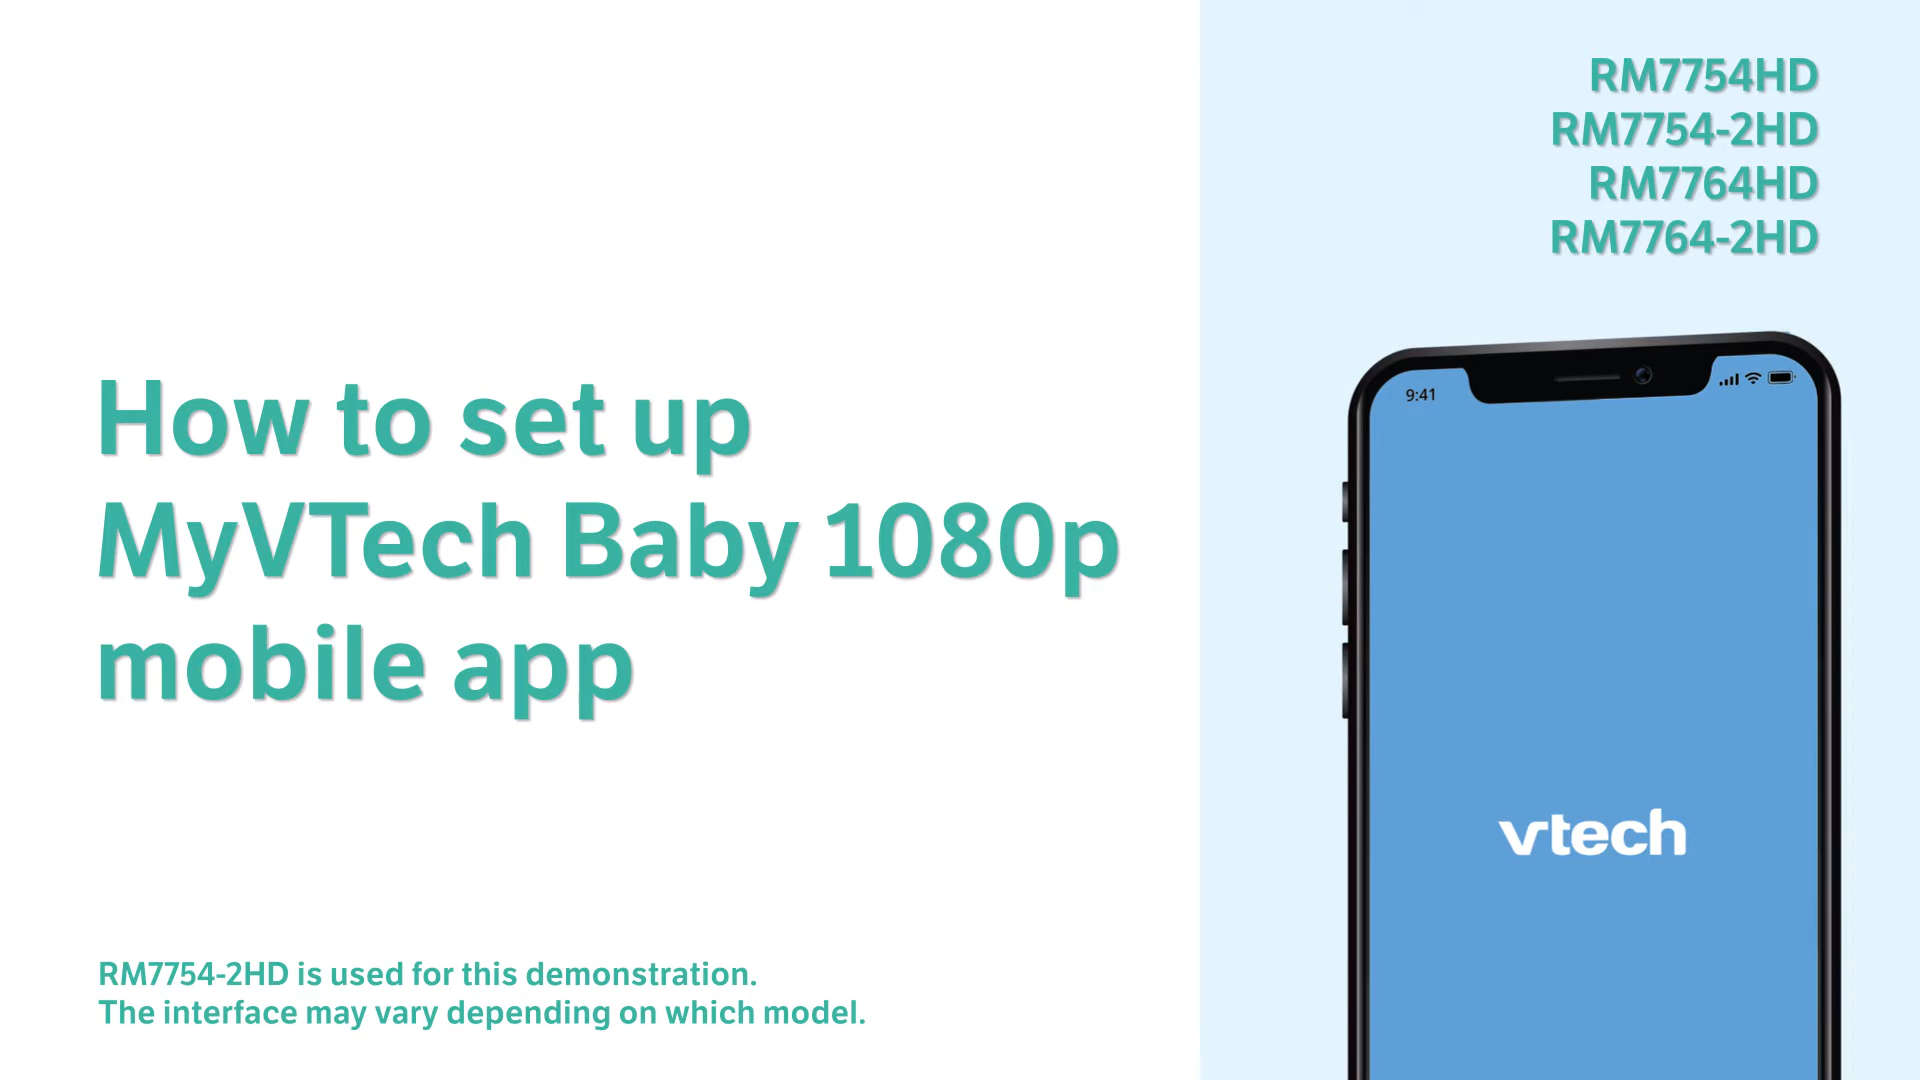 RM7754HD
RM7754-2HD
RM7764HD
RM7764-2HD
How to set up
MyVTech Baby 1080p
mobile app
9:41
vtech
RM7754-2HD is used for this demonstration.
The interface may vary depending on which model.